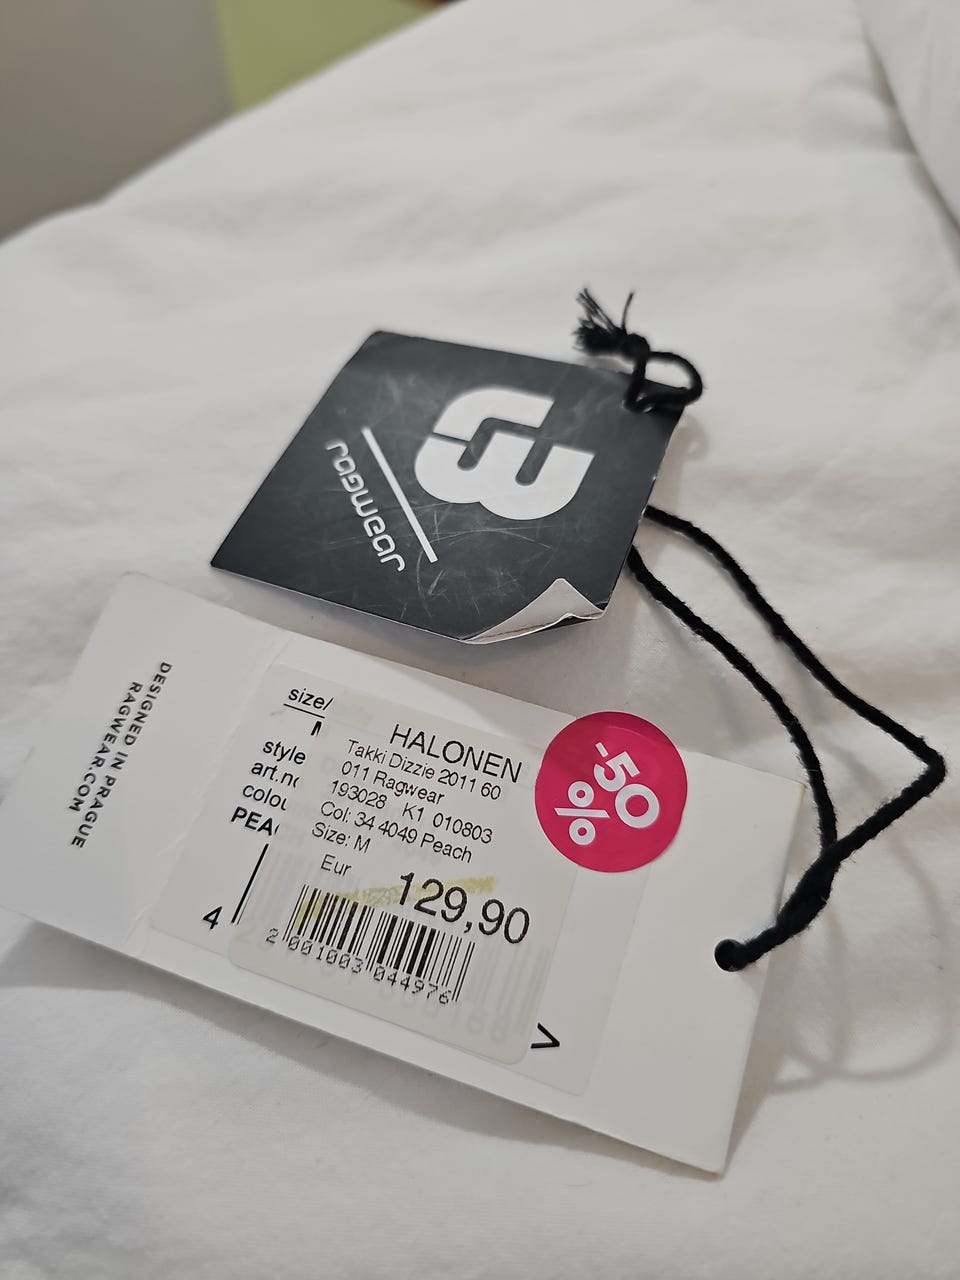 ragwear
DESIGNED IN PRAGUE
RAGWEAR.COM
size/
style
art.no
colou
PEA
4
HALONEN
Takki Dizzie 2011 60
011 Ragwear
193028 K1 010803
Col: 34 4049 Peach
Size: M
Eur 129,90
2 001003 044976
-50
%
>